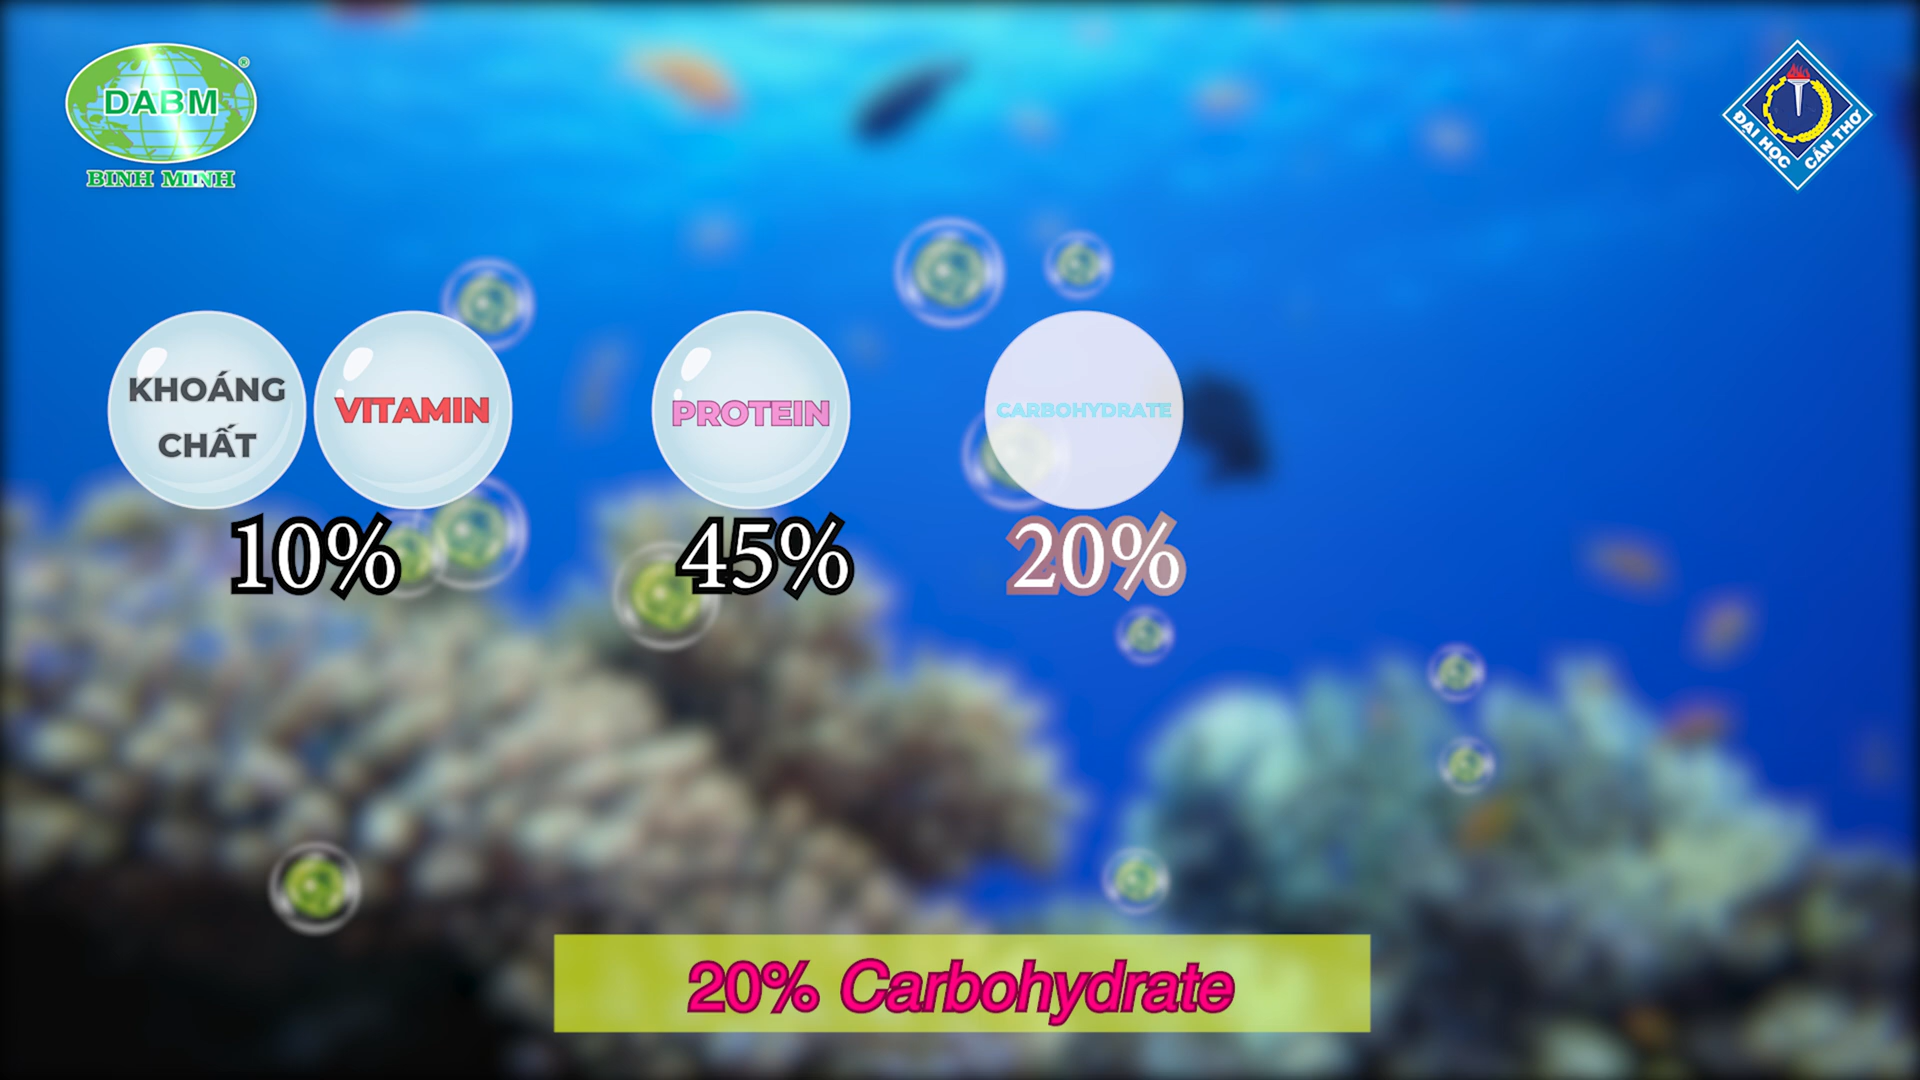 DABM
®
BINH MINH
ĐẠI HỌC CẦN THƠ
KHOÁNG
CHẤT
VITAMIN
PROTEIN
CARBOHYDRATE
10%
45%
20%
20% Carbohydrate